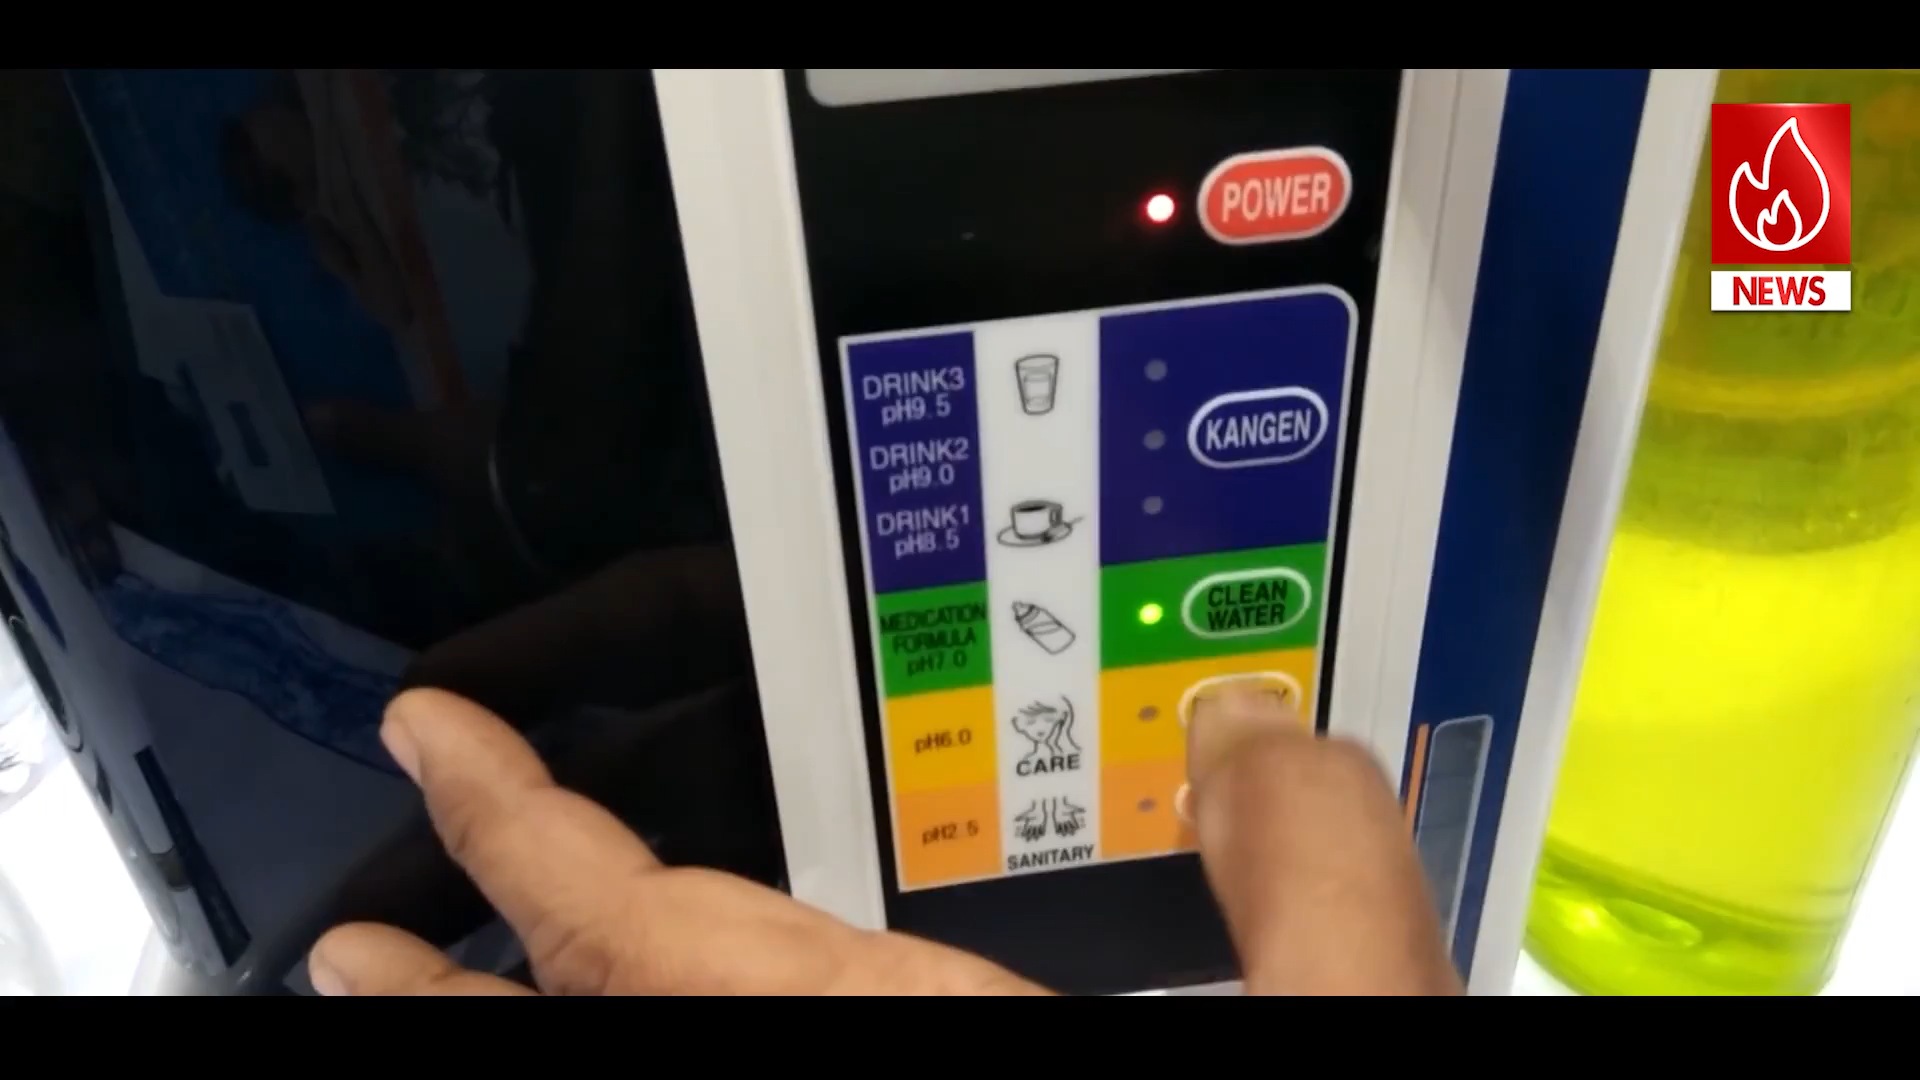 NEWS
POWER
DRINK3
pH9.5
DRINK2
pH9.0
DRINK1
pH8.5
KANGEN
MEDICATION
FORMULA
pH7.0
CLEAN
WATER
pH6.0
CARE
pH2.5
SANITARY